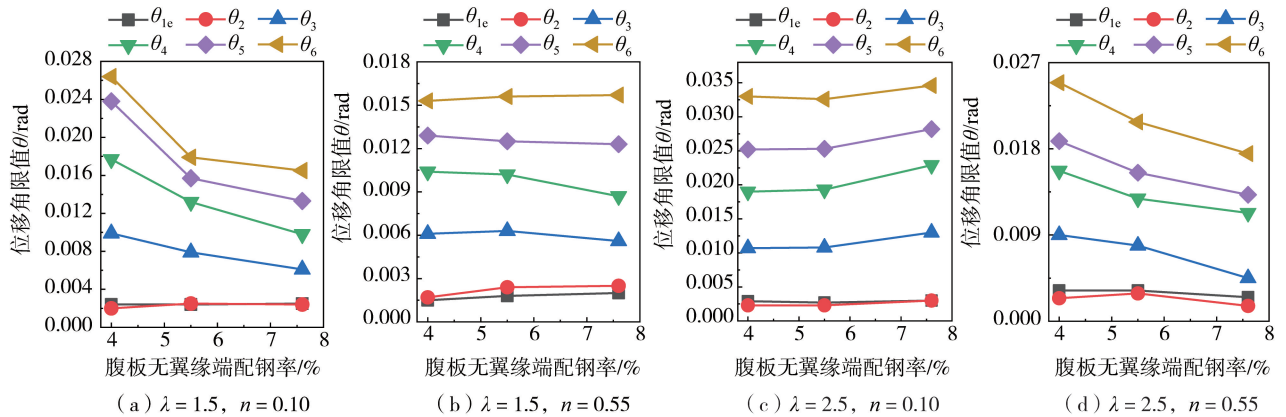 θ1e θ2 θ3
θ4 θ5 θ6
0.028
0.024
0.020
0.016
0.012
0.008
0.004
0.000
位移角限值θ/rad
4 5 6 7 8
腹板无翼缘端配钢率/%
(a) λ = 1.5, n = 0.10
θ1e θ2 θ3
θ4 θ5 θ6
0.018
0.015
0.012
0.009
0.006
0.003
0.000
位移角限值θ/rad
4 5 6 7 8
腹板无翼缘端配钢率/%
(b) λ = 1.5, n = 0.55
θ1e θ2 θ3
θ4 θ5 θ6
0.035
0.030
0.025
0.020
0.015
0.010
0.005
0.000
位移角限值θ/rad
4 5 6 7 8
腹板无翼缘端配钢率/%
(c) λ = 2.5, n = 0.10
θ1e θ2 θ3
θ4 θ5 θ6
0.027
0.018
0.009
0.000
位移角限值θ/rad
4 5 6 7 8
腹板无翼缘端配钢率/%
(d) λ = 2.5, n = 0.55